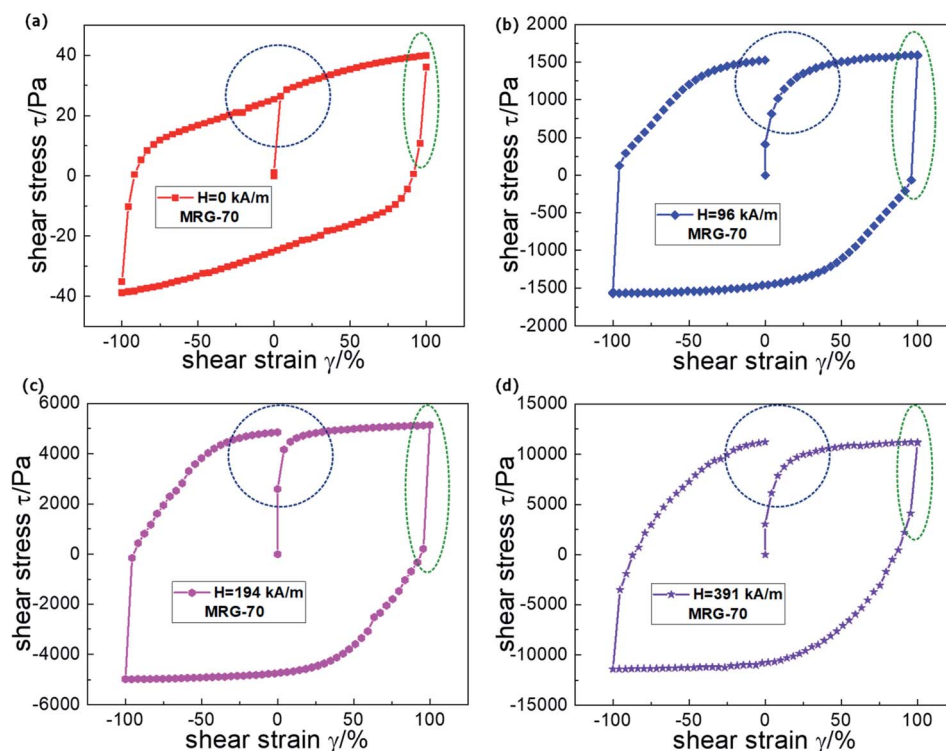 (a)
shear stress τ/Pa
40
20
0
-20
-40
H=0 kA/m
MRG-70
-100
-50
0
50
100
shear strain γ/%
(b)
shear stress τ/Pa
2000
1500
1000
500
0
-500
-1000
-1500
-2000
H=96 kA/m
MRG-70
-100
-50
0
50
100
shear strain γ/%
(c)
shear stress τ/Pa
6000
4000
2000
0
-2000
-4000
-6000
H=194 kA/m
MRG-70
-100
-50
0
50
100
shear strain γ/%
(d)
shear stress τ/Pa
15000
10000
5000
0
-5000
-10000
-15000
H=391 kA/m
MRG-70
-100
-50
0
50
100
shear strain γ/%